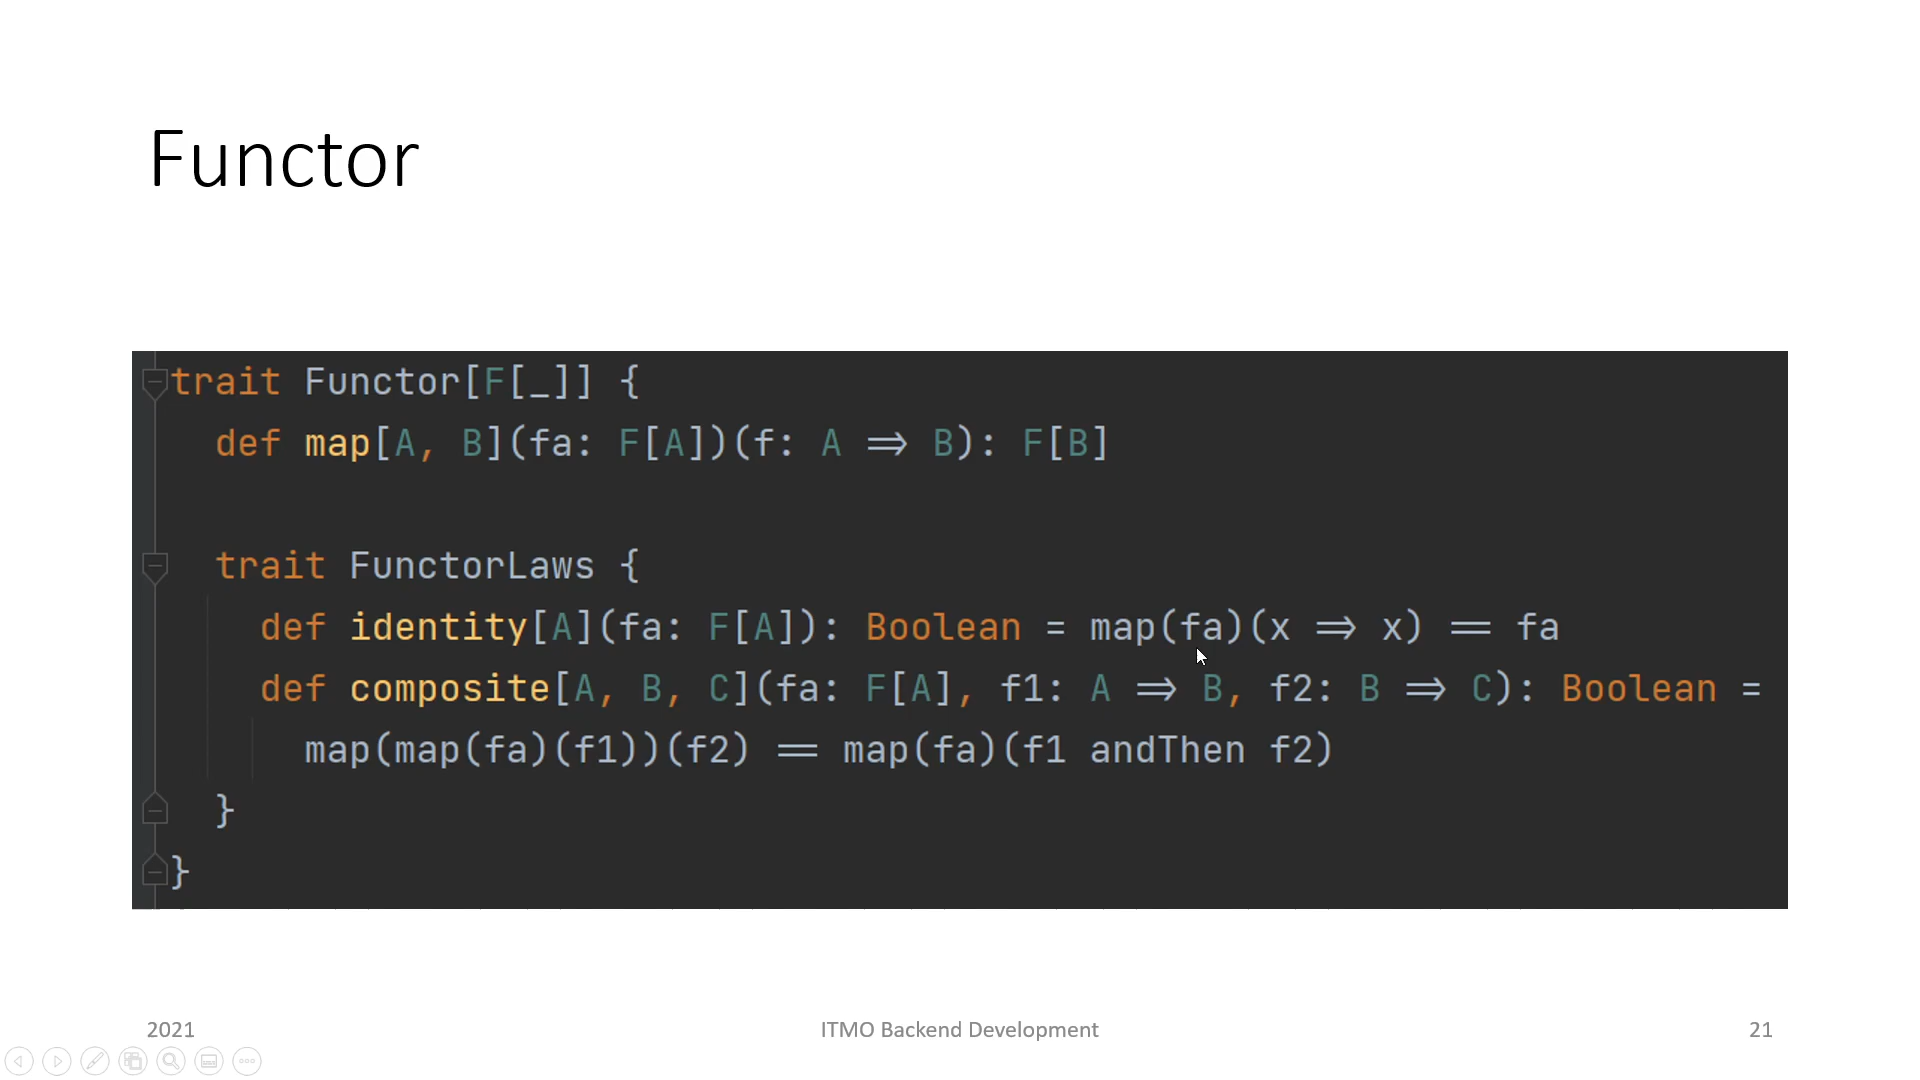 Functor
trait Functor[F[_]] {
def map[A, B](fa: F[A])(f: A => B): F[B]
trait FunctorLaws {
def identity[A](fa: F[A]): Boolean = map(fa)(x => x) == fa
def composite[A, B, C](fa: F[A], f1: A => B, f2: B => C): Boolean =
map(map(fa)(f1))(f2) == map(fa)(f1 andThen f2)
}
}
2021
ITMO Backend Development
21